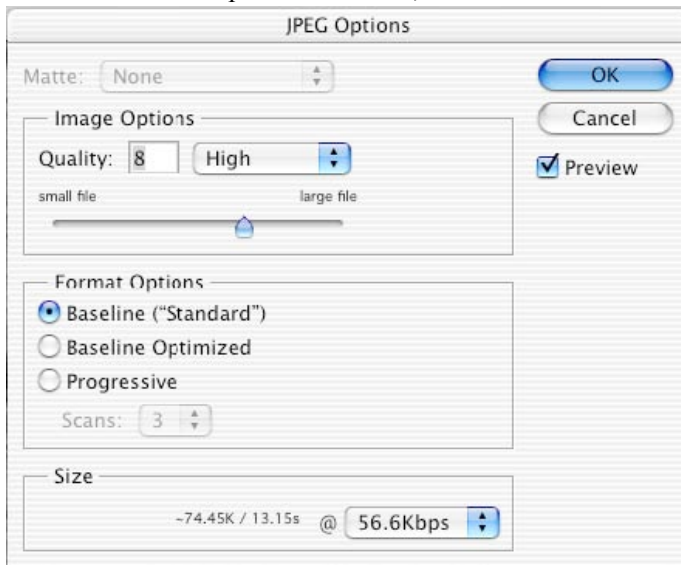 JPEG Options
Matte: None
OK
Image Options
Cancel
Quality: 8 High
Preview
small file large file
Format Options
Baseline (“Standard”)
Baseline Optimized
Progressive
Scans: 3
Size
~74.45K / 13.15s @ 56.6Kbps